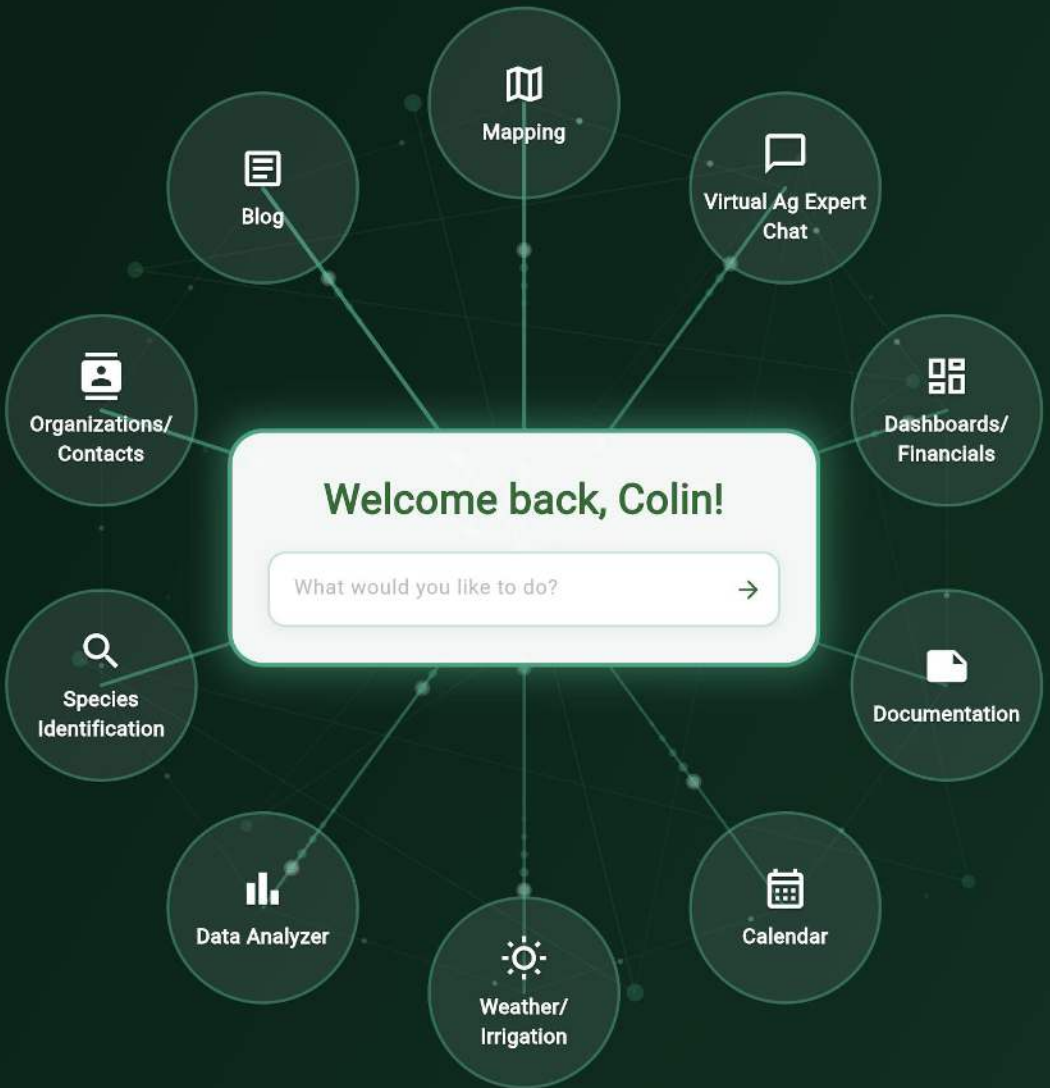 Mapping
Blog
Virtual Ag Expert
Chat
Organizations/
Contacts
Dashboards/
Financials
Welcome back, Colin!
What would you like to do?
Species
Identification
Documentation
Data Analyzer
Calendar
Weather/
Irrigation